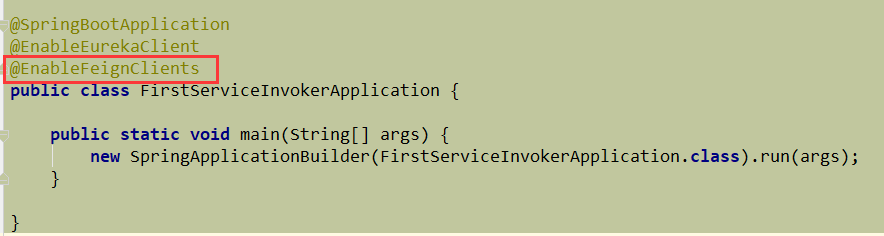 @SpringBootApplication
@EnableEurekaClient
@EnableFeignClients
public class FirstServiceInvokerApplication {
public static void main(String[] args) {
new SpringApplicationBuilder(FirstServiceInvokerApplication.class).run(args);
}
}